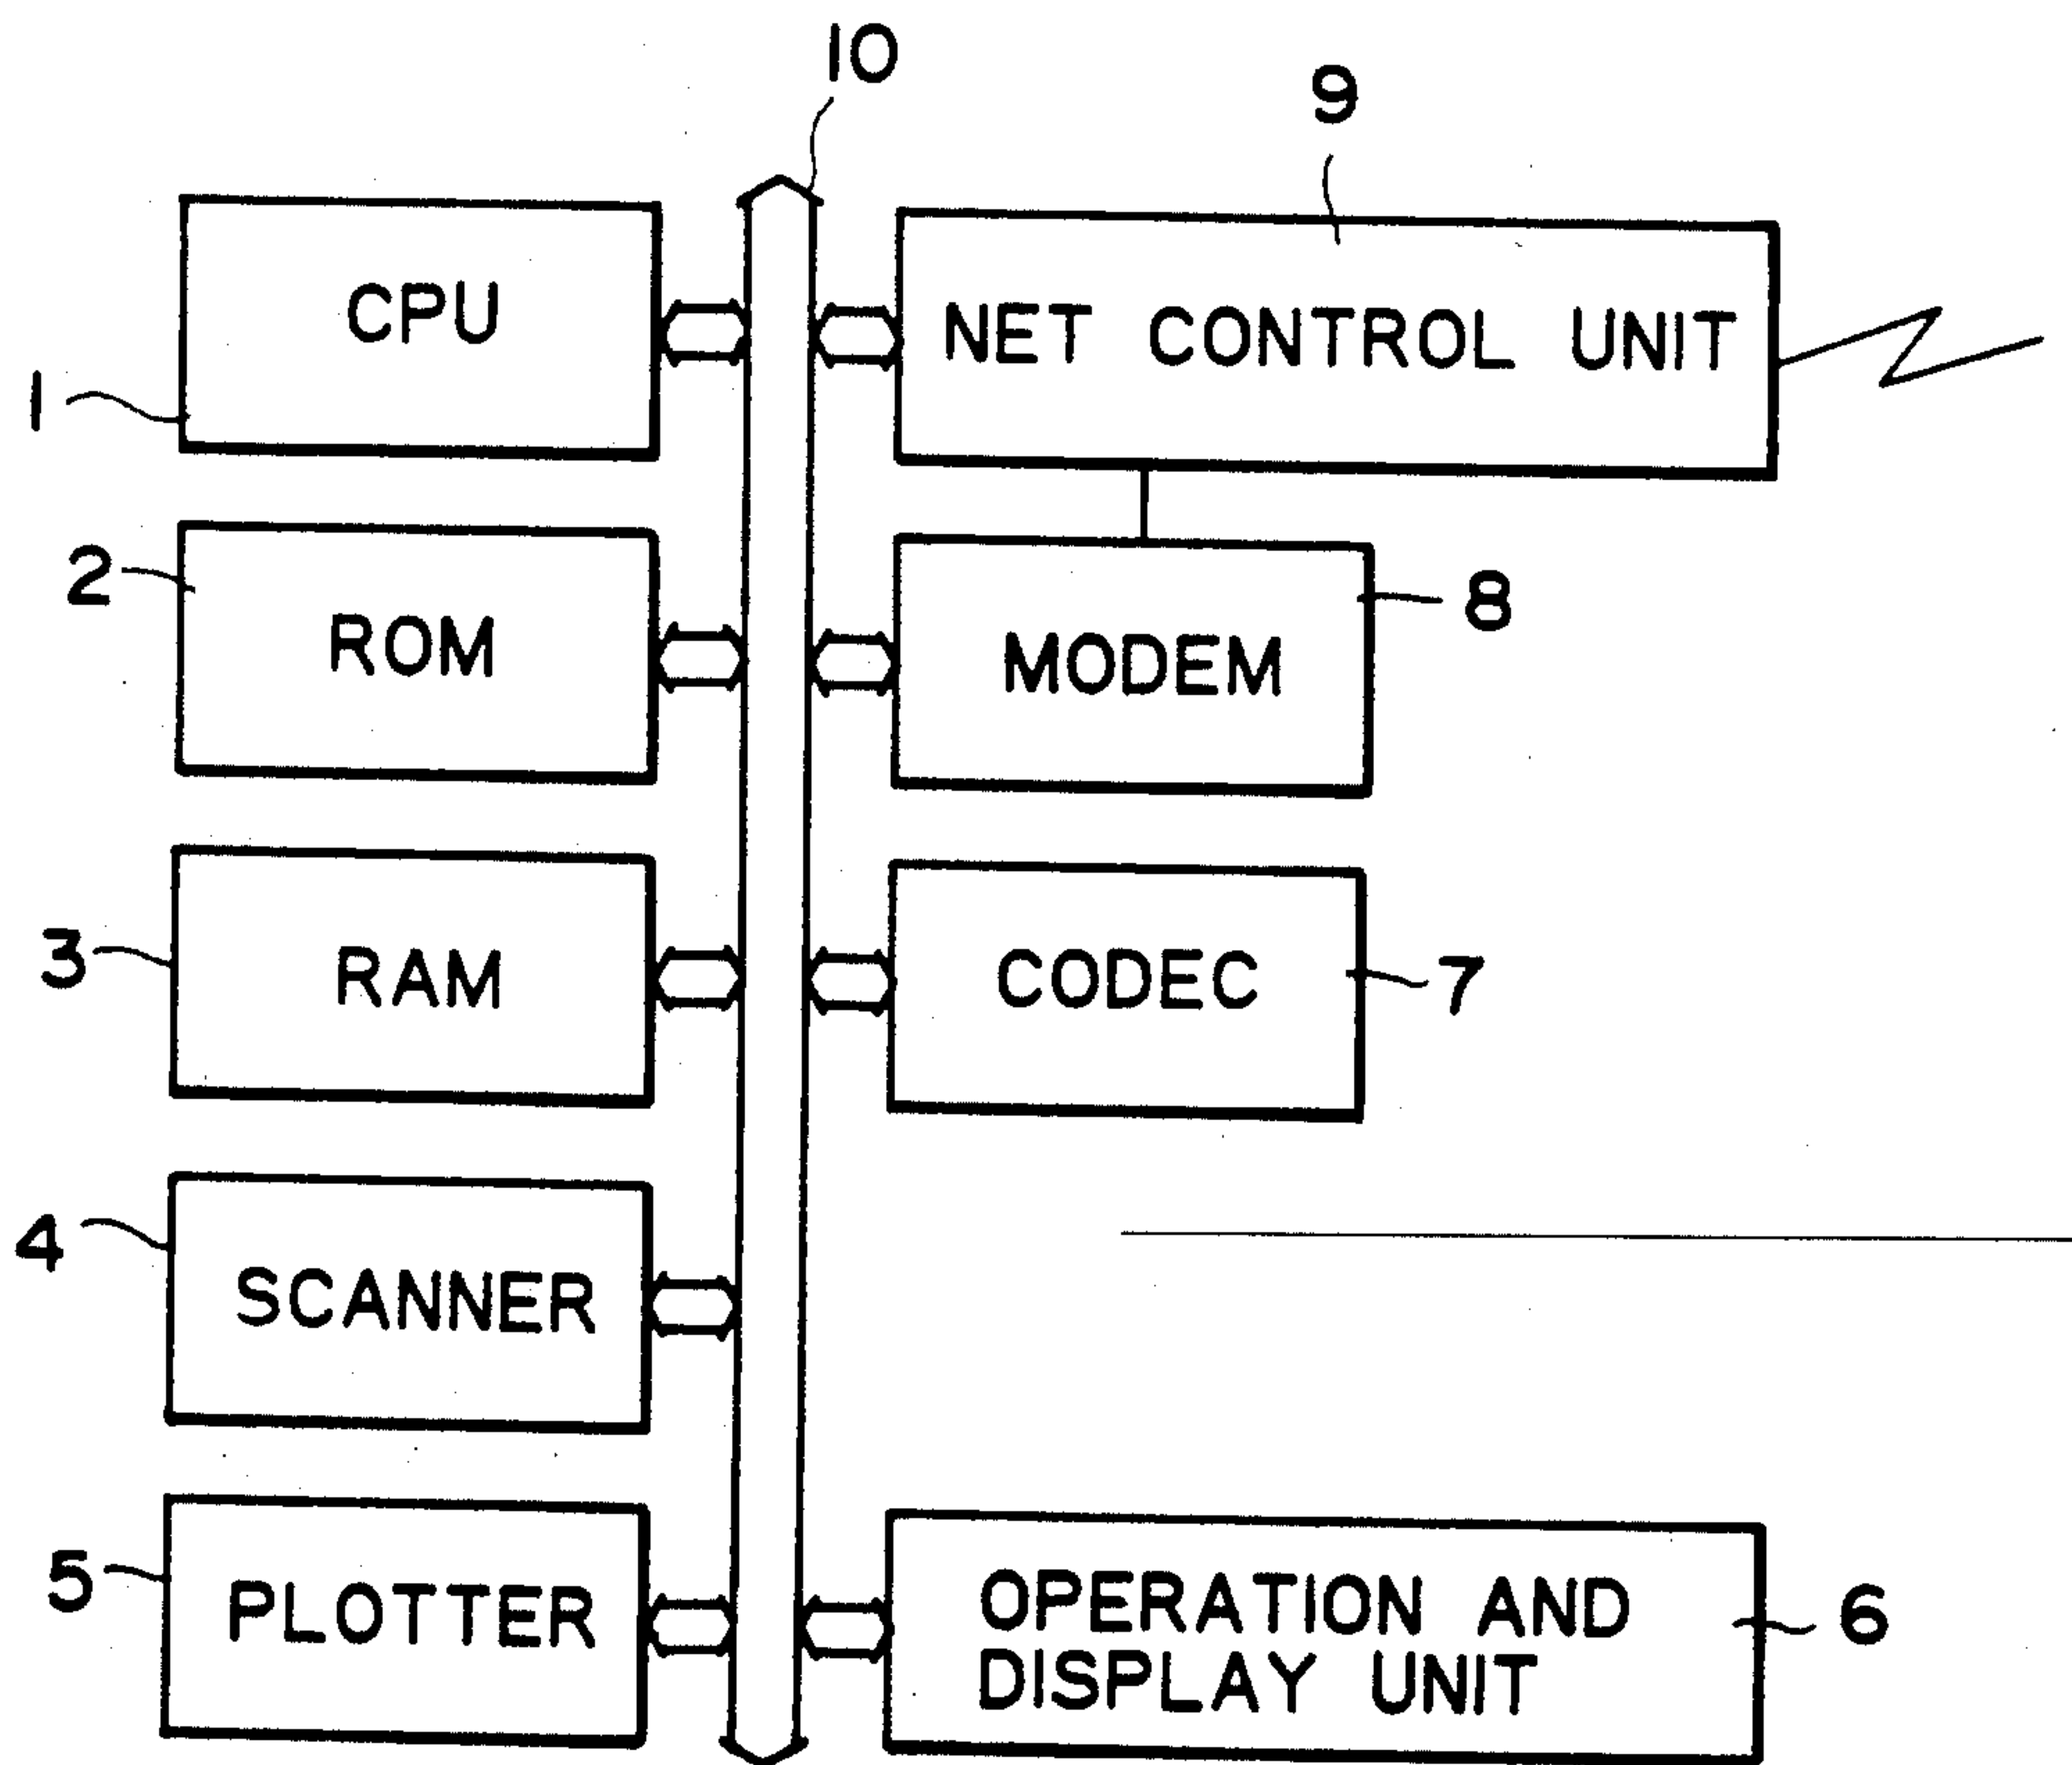 10
9
CPU
NET CONTROL UNIT
1
2
ROM
MODEM
8
3
RAM
CODEC
7
4
SCANNER
5
PLOTTER
OPERATION AND
DISPLAY UNIT
6